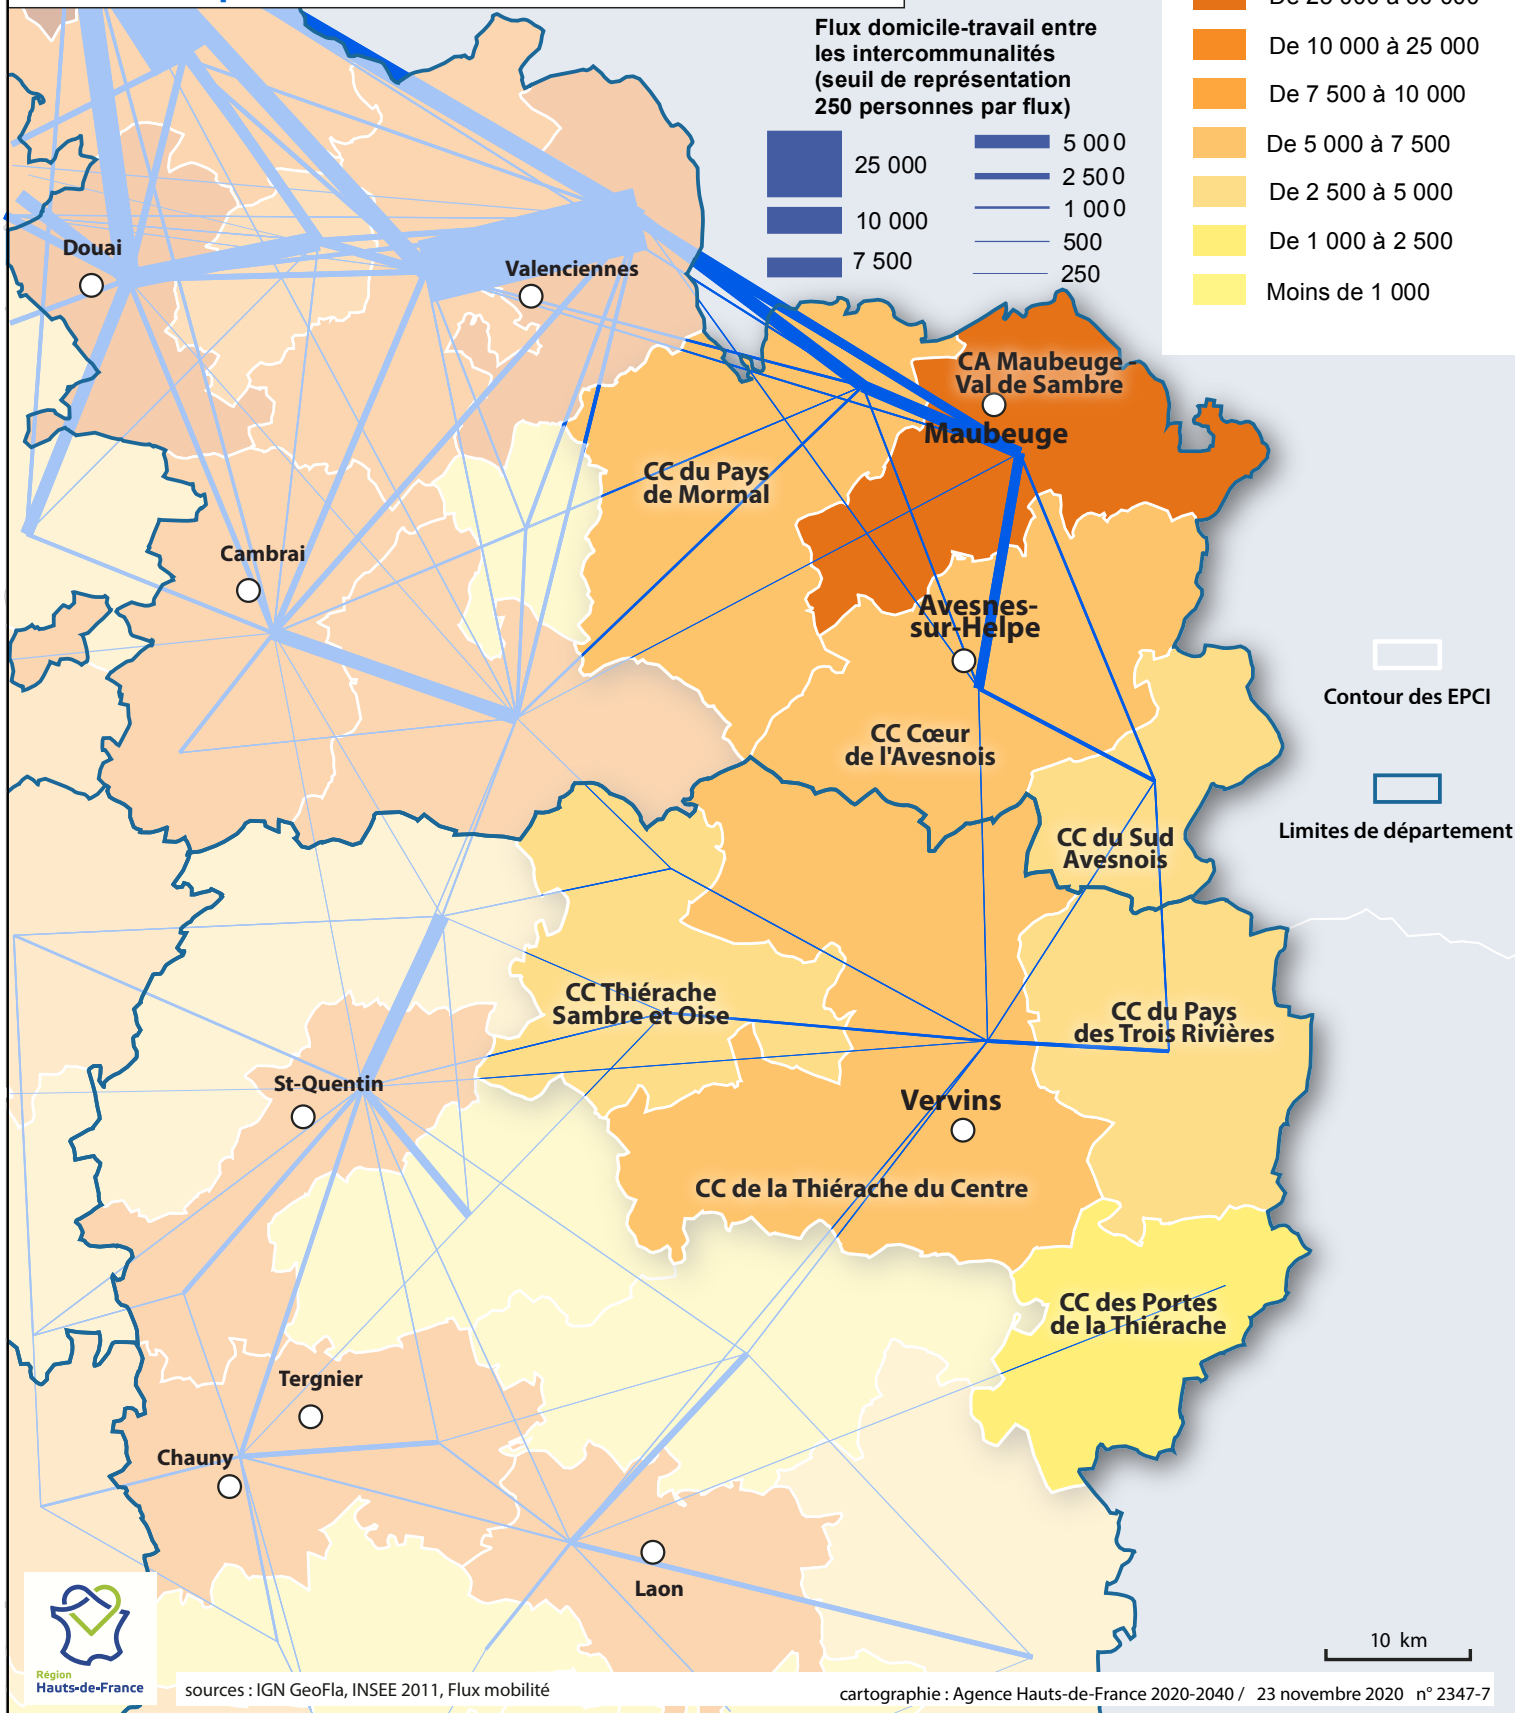 Flux domicile-travail entre
les intercommunalités
(seuil de représentation
250 personnes par flux)
25 000
10 000
7 500
5 000
2 500
1 000
500
250
De 10 000 à 25 000
De 7 500 à 10 000
De 5 000 à 7 500
De 2 500 à 5 000
De 1 000 à 2 500
Moins de 1 000
Douai
Valenciennes
CA Maubeuge -
Val de Sambre
Maubeuge
CC du Pays
de Mormal
Cambrai
Avesnes-
sur-Helpe
Contour des EPCI
CC Cœur
de l'Avesnois
Limites de département
CC du Sud
Avesnois
CC Thiérache
Sambre et Oise
CC du Pays
des Trois Rivières
St-Quentin
Vervins
CC de la Thiérache du Centre
CC des Portes
de la Thiérache
Tergnier
Chauny
Laon
10 km
Région
Hauts-de-France
sources : IGN GeoFla, INSEE 2011, Flux mobilité
cartographie : Agence Hauts-de-France 2020-2040 / 23 novembre 2020 n° 2347-7